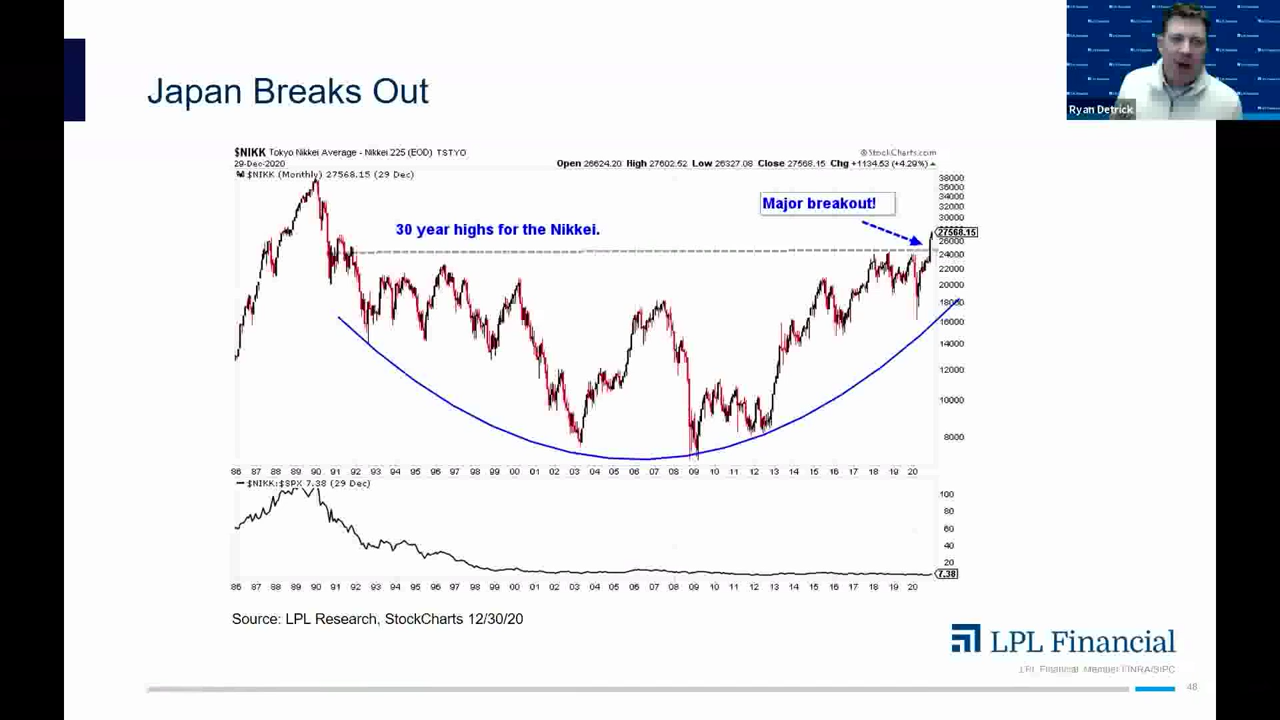 Ryan Detrick
Japan Breaks Out
$NIKK Tokyo Nikkei Average - Nikkei 225 (EOD) TSTYO
© StockCharts.com
29-Dec-2020
Open 26624.20 High 27602.52 Low 26327.08 Close 27568.15 Chg +1134.53 (+4.29%)
$NIKK (Monthly) 27568.15 (29 Dec)
Major breakout!
30 year highs for the Nikkei.
38000
36000
34000
32000
30000
27568.15
26000
24000
22000
20000
18000
16000
14000
12000
10000
8000
86 87 88 89 90 91 92 93 94 95 96 97 98 99 00 01 02 03 04 05 06 07 08 09 10 11 12 13 14 15 16 17 18 19 20
$NIKK:$SPX 7.38 (29 Dec)
100
80
60
40
20
7.38
86 87 88 89 90 91 92 93 94 95 96 97 98 99 00 01 02 03 04 05 06 07 08 09 10 11 12 13 14 15 16 17 18 19 20
Source: LPL Research, StockCharts 12/30/20
LPL Financial
LPL Financial Member FINRA/SIPC
48